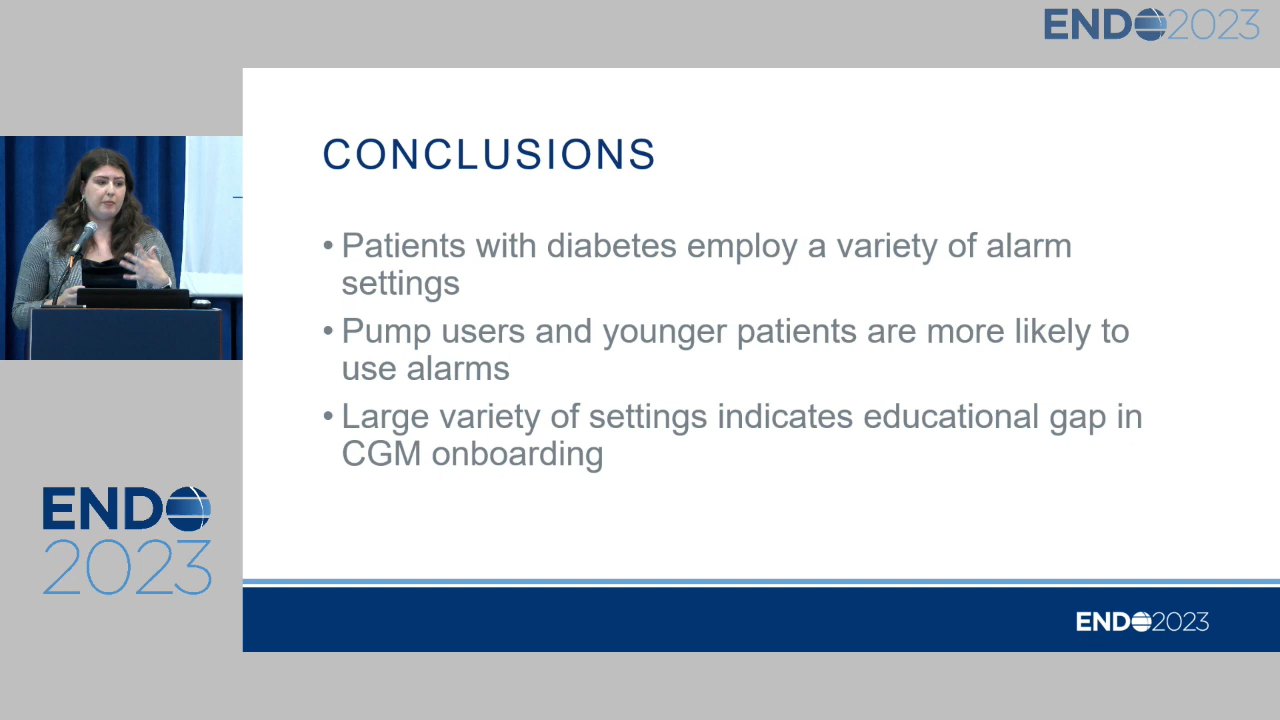 ENDO2023
CONCLUSIONS
• Patients with diabetes employ a variety of alarm
settings
• Pump users and younger patients are more likely to
use alarms
• Large variety of settings indicates educational gap in
CGM onboarding
ENDO
2023
ENDO2023